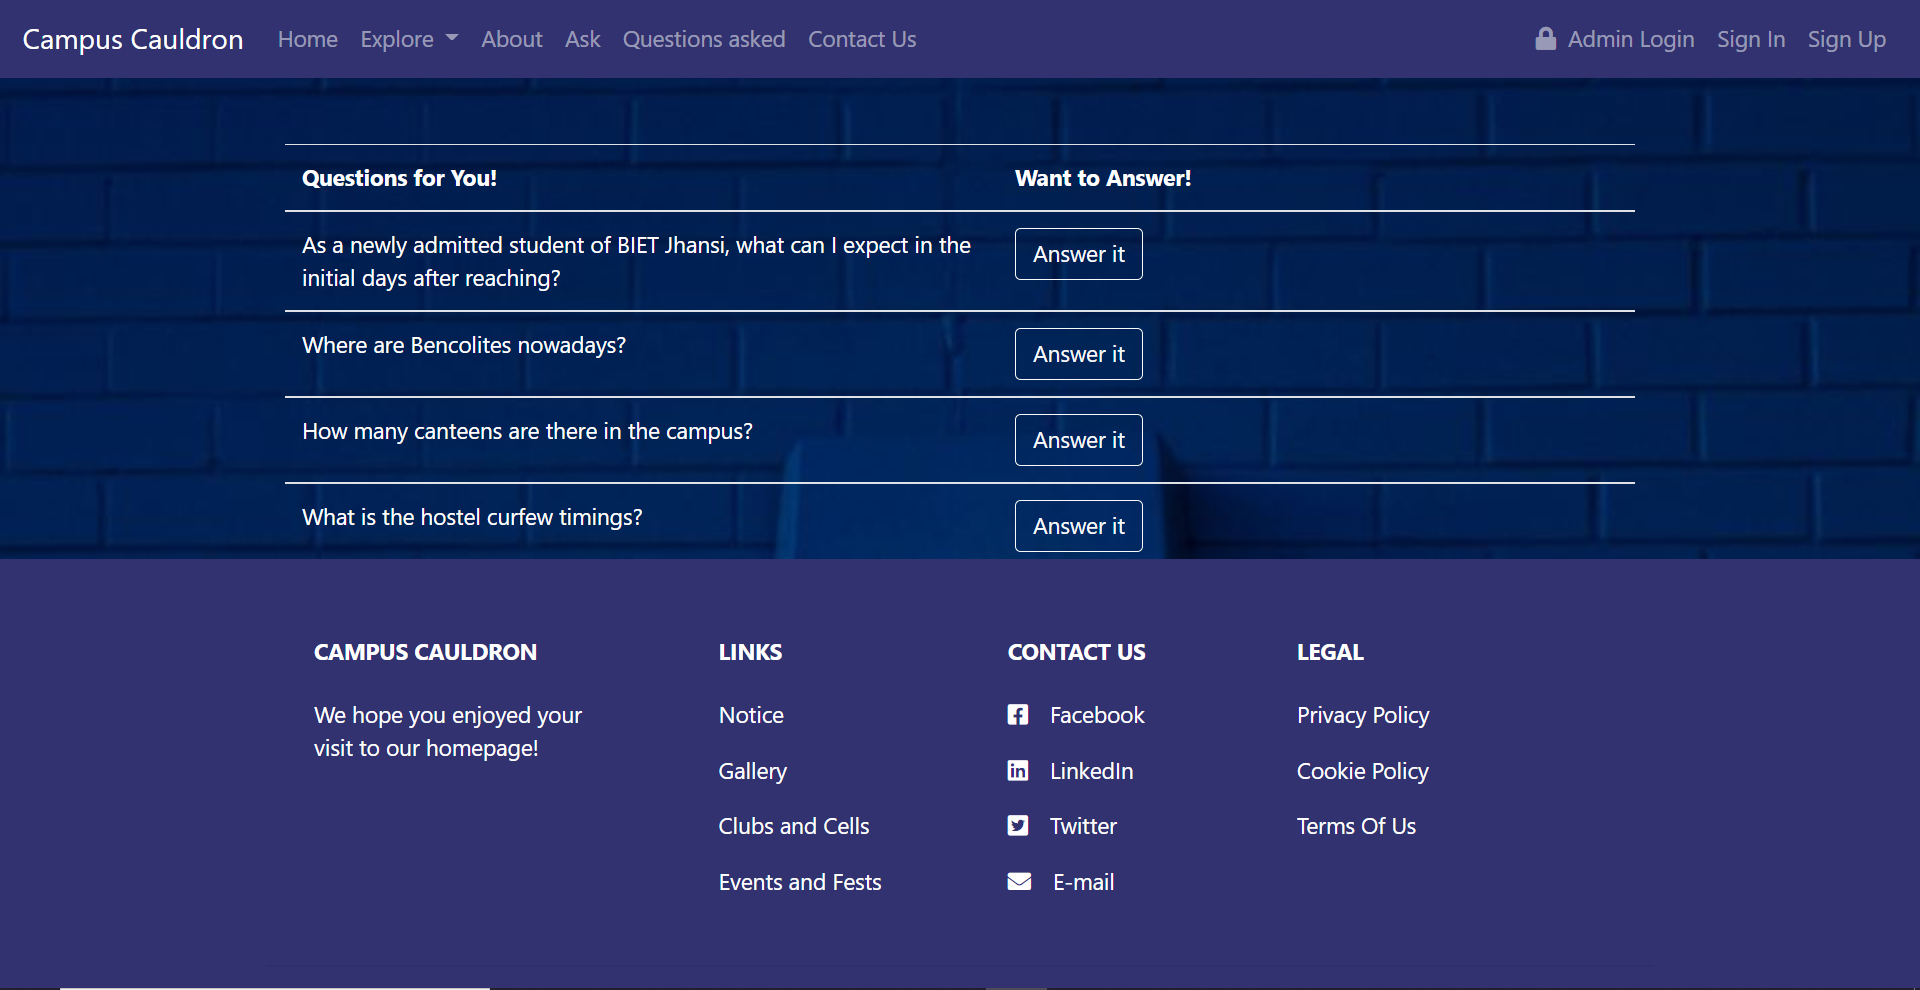 Campus Cauldron Home Explore About Ask Questions asked Contact Us Admin Login Sign In Sign Up
Questions for You! Want to Answer!
As a newly admitted student of BIET Jhansi, what can I expect in the Answer it
initial days after reaching?
Where are Bencolites nowadays? Answer it
How many canteens are there in the campus? Answer it
What is the hostel curfew timings? Answer it
CAMPUS CAULDRON LINKS CONTACT US LEGAL
We hope you enjoyed your Notice Facebook Privacy Policy
visit to our homepage!
Gallery LinkedIn Cookie Policy
Clubs and Cells Twitter Terms Of Us
Events and Fests E-mail